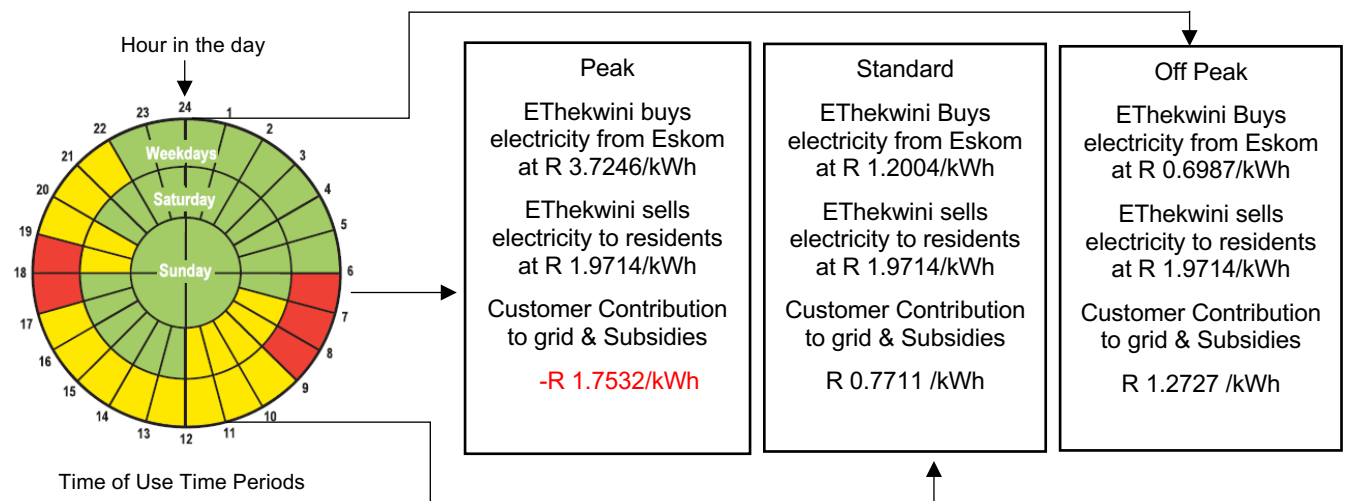 Hour in the day
24
1
2
3
4
5
6
7
8
9
10
11
12
13
14
15
16
17
18
19
20
21
22
23
Weekdays
Saturday
Sunday
Time of Use Time Periods
Peak
EThekwini buys
electricity from Eskom
at R 3.7246/kWh
EThekwini sells
electricity to residents
at R 1.9714/kWh
Customer Contribution
to grid & Subsidies
-R 1.7532/kWh
Standard
EThekwini Buys
electricity from Eskom
at R 1.2004/kWh
EThekwini sells
electricity to residents
at R 1.9714/kWh
Customer Contribution
to grid & Subsidies
R 0.7711 /kWh
Off Peak
EThekwini Buys
electricity from Eskom
at R 0.6987/kWh
EThekwini sells
electricity to residents
at R 1.9714/kWh
Customer Contribution
to grid & Subsidies
R 1.2727 /kWh